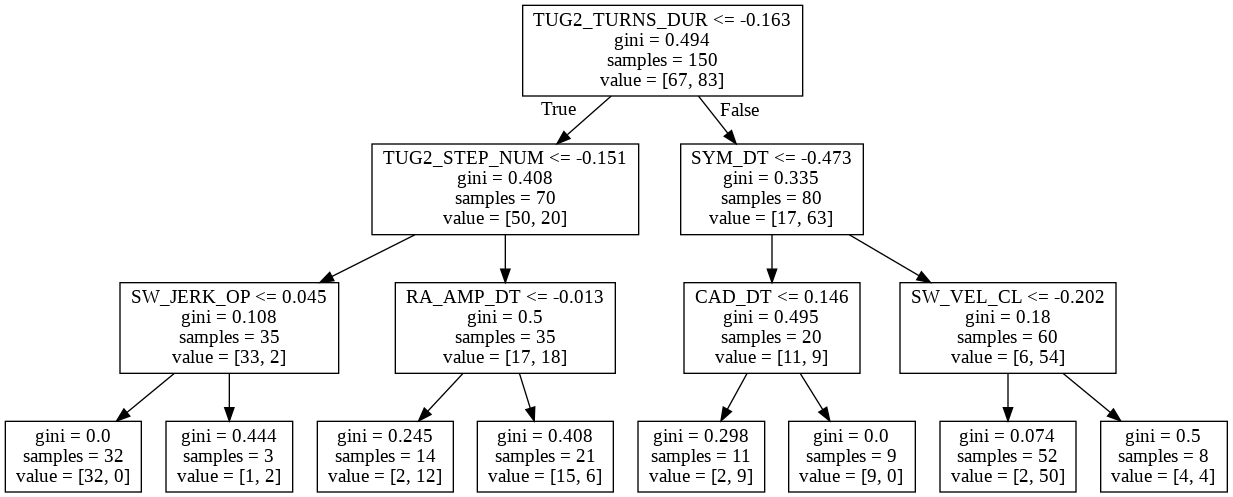 TUG2_TURNS_DUR <= -0.163
gini = 0.494
samples = 150
value = [67, 83]
True
False
TUG2_STEP_NUM <= -0.151
gini = 0.408
samples = 70
value = [50, 20]
SYM_DT <= -0.473
gini = 0.335
samples = 80
value = [17, 63]
SW_JERK_OP <= 0.045
gini = 0.108
samples = 35
value = [33, 2]
RA_AMP_DT <= -0.013
gini = 0.5
samples = 35
value = [17, 18]
CAD_DT <= 0.146
gini = 0.495
samples = 20
value = [11, 9]
SW_VEL_CL <= -0.202
gini = 0.18
samples = 60
value = [6, 54]
gini = 0.0
samples = 32
value = [32, 0]
gini = 0.444
samples = 3
value = [1, 2]
gini = 0.245
samples = 14
value = [2, 12]
gini = 0.408
samples = 21
value = [15, 6]
gini = 0.298
samples = 11
value = [2, 9]
gini = 0.0
samples = 9
value = [9, 0]
gini = 0.074
samples = 52
value = [2, 50]
gini = 0.5
samples = 8
value = [4, 4]